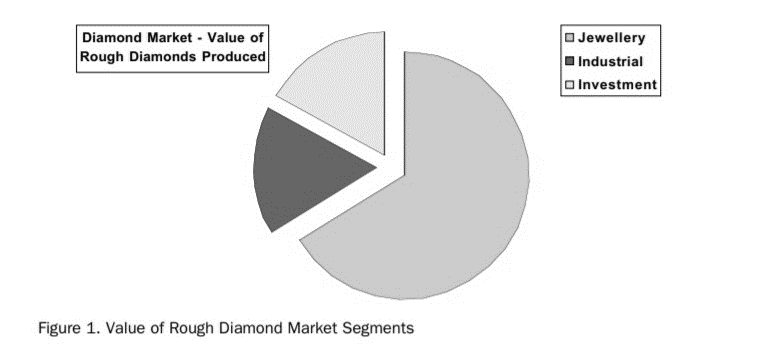 Diamond Market - Value of
Rough Diamonds Produced
Jewellery
Industrial
Investment
Figure 1. Value of Rough Diamond Market Segments